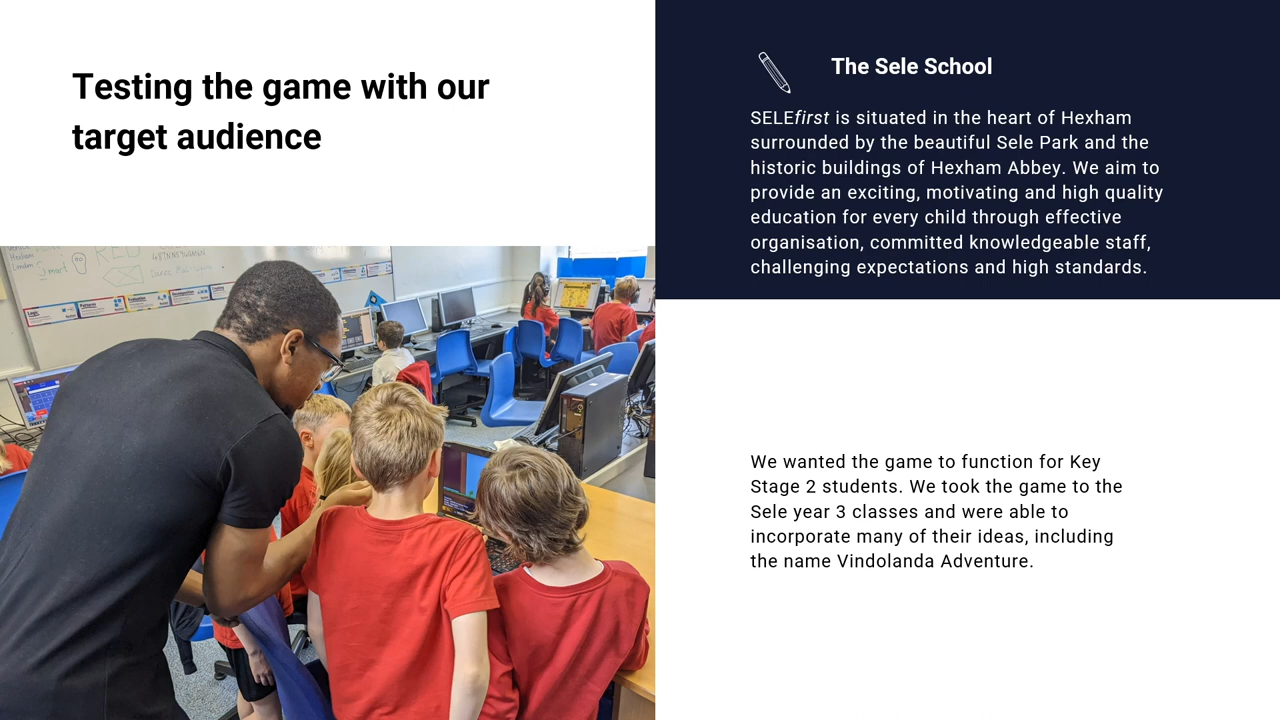 Testing the game with our
target audience
The Sele School
SELEfirst is situated in the heart of Hexham
surrounded by the beautiful Sele Park and the
historic buildings of Hexham Abbey. We aim to
provide an exciting, motivating and high quality
education for every child through effective
organisation, committed knowledgeable staff,
challenging expectations and high standards.
Hexham
London
Smart
We wanted the game to function for Key
Stage 2 students. We took the game to the
Sele year 3 classes and were able to
incorporate many of their ideas, including
the name Vindolanda Adventure.